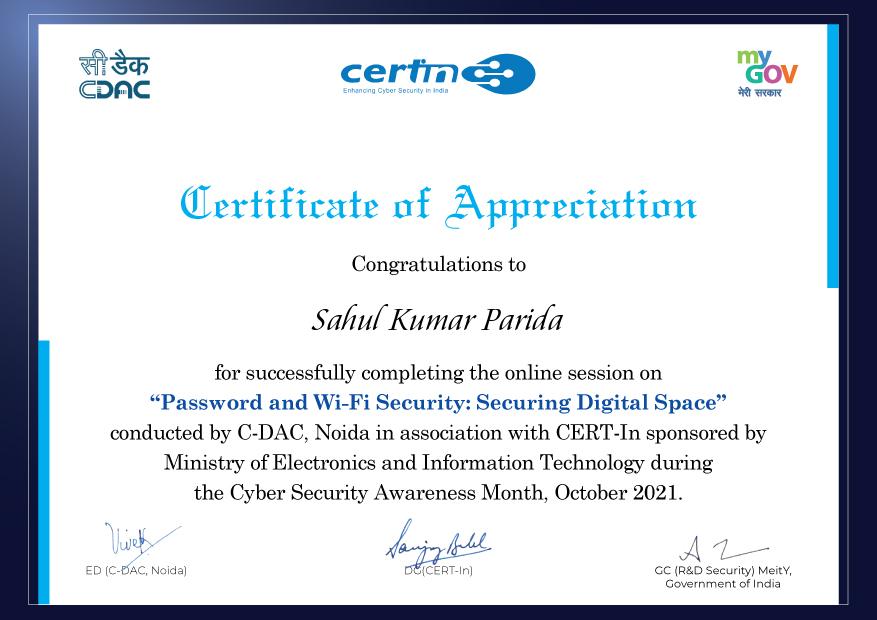 सी डैक
CDAC
certin
Enhancing Cyber Security in India
my
GOV
मेरी सरकार
Certificate of Appreciation
Congratulations to
Sahul Kumar Parida
for successfully completing the online session on
“Password and Wi-Fi Security: Securing Digital Space”
conducted by C-DAC, Noida in association with CERT-In sponsored by
Ministry of Electronics and Information Technology during
the Cyber Security Awareness Month, October 2021.
Vivek
ED (C-DAC, Noida)
DG(CERT-In)
GC (R&D Security) MeitY,
Government of India